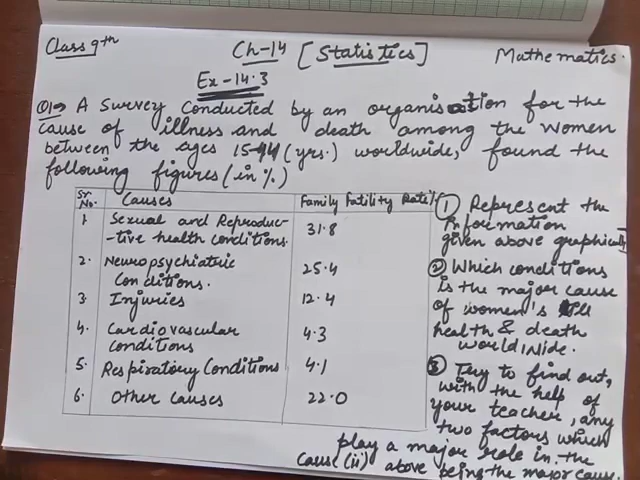 Class 9th
Ch-14 [Statistics]
Mathematics.
Ex-14.3
Q1→ A Survey Conducted by an organisation for the
cause of illness and death among the Women
between the ages 15-44 (yrs.) worldwide, found the
following figures (in %)
Sr. No. Causes Family Fatility Rate %
1. Sexual and Reproduc-
-tive health conditions. 31.8
2. Neuropsychiatric
Conditions. 25.4
3. Injuries 12.4
4. Cardiovascular
conditions 4.3
5. Respiratory Conditions 4.1
6. Other Causes 22.0
① Represent the
information
given above graphically
② Which conditions
is the major cause
of women's ill
health & death
worldwide.
③ Try to find out,
with the help of
your teacher, any
two factors which
play a major role in the
cause (ii) above being the major cause.